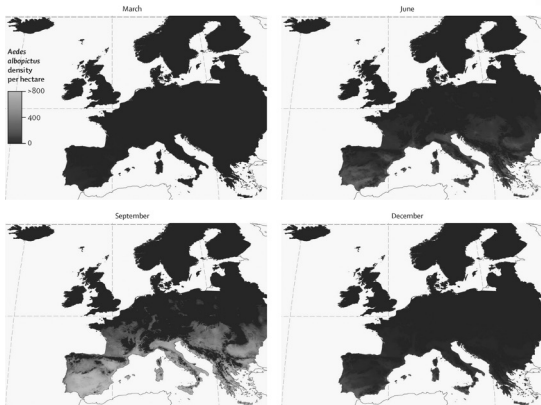 March
June
Aedes
albopictus
density
per hectare
>800
400
0
September
December